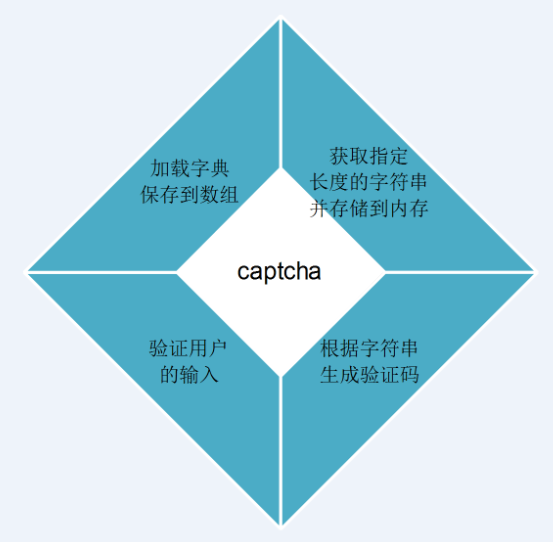 加载字典
保存到数组
获取指定
长度的字符串
并存储到内存
captcha
验证用户
的输入
根据字符串
生成验证码